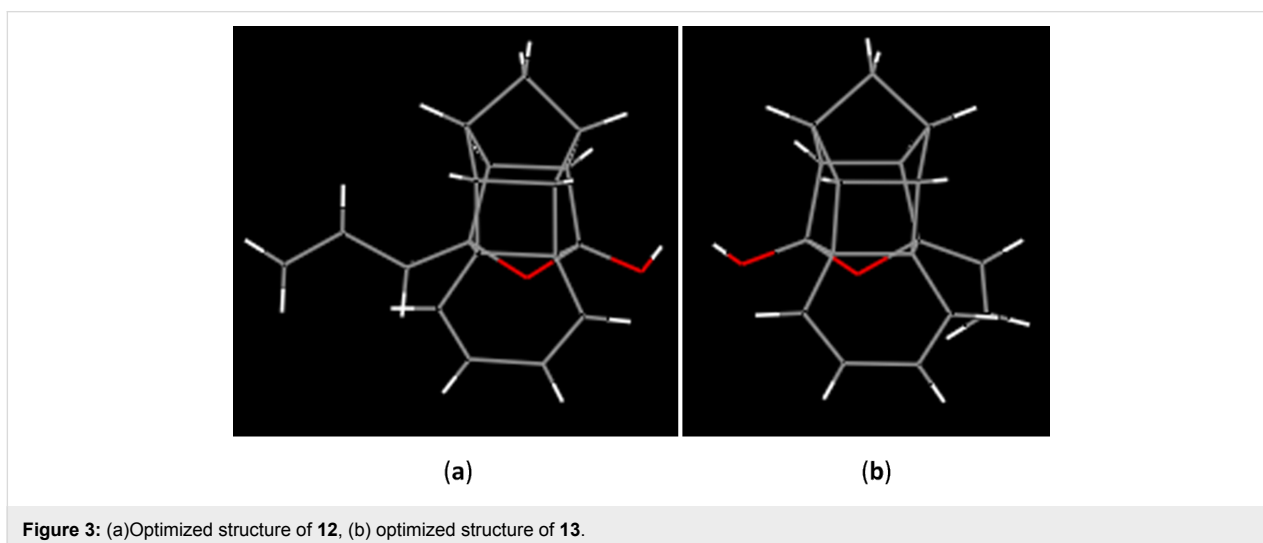 (a) (b)
Figure 3: (a)Optimized structure of 12, (b) optimized structure of 13.